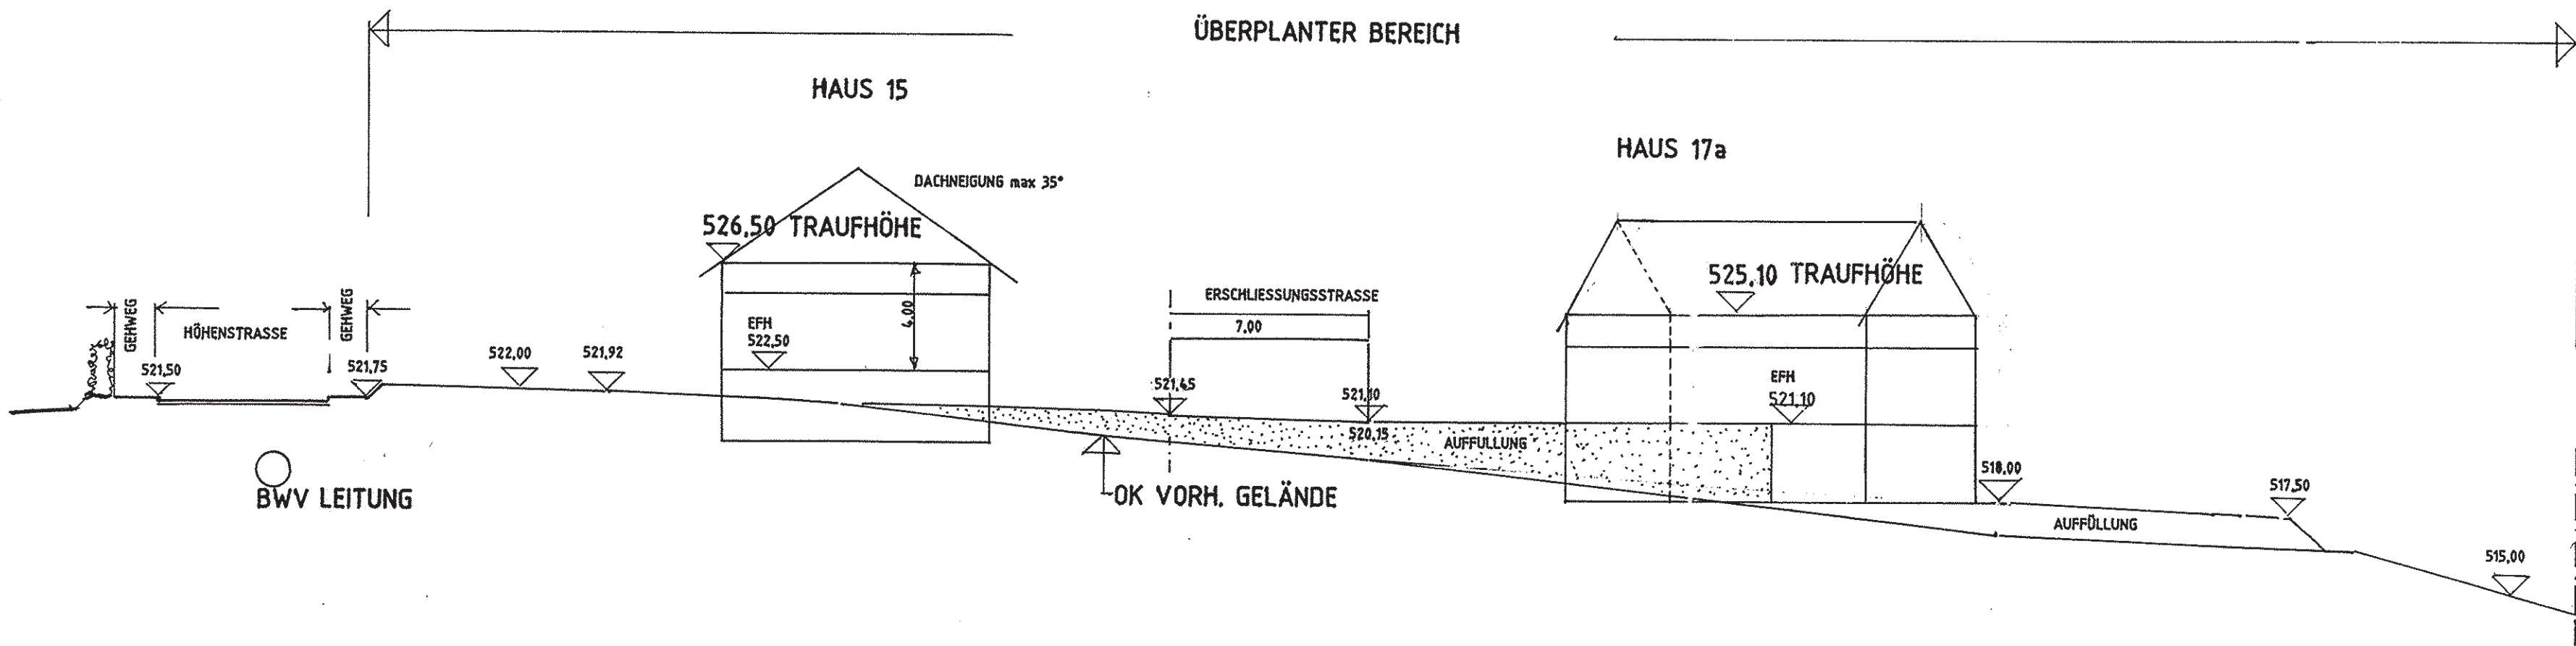 ÜBERPLANTER BEREICH
HAUS 15
HAUS 17a
DACHNEIGUNG max 35°
526,50 TRAUFHÖHE
525,10 TRAUFHÖHE
GEHWEG
HÖHENSTRASSE
GEHWEG
ERSCHLIESSUNGSSTRASSE
7,00
4,00
EFH
522,50
521,50
521,75
522,00
521,92
521,45
521,10
520,15
AUFFULLUNG
EFH
521,10
518,00
517,50
AUFFÜLLUNG
515,00
BWV LEITUNG
OK VORH. GELÄNDE